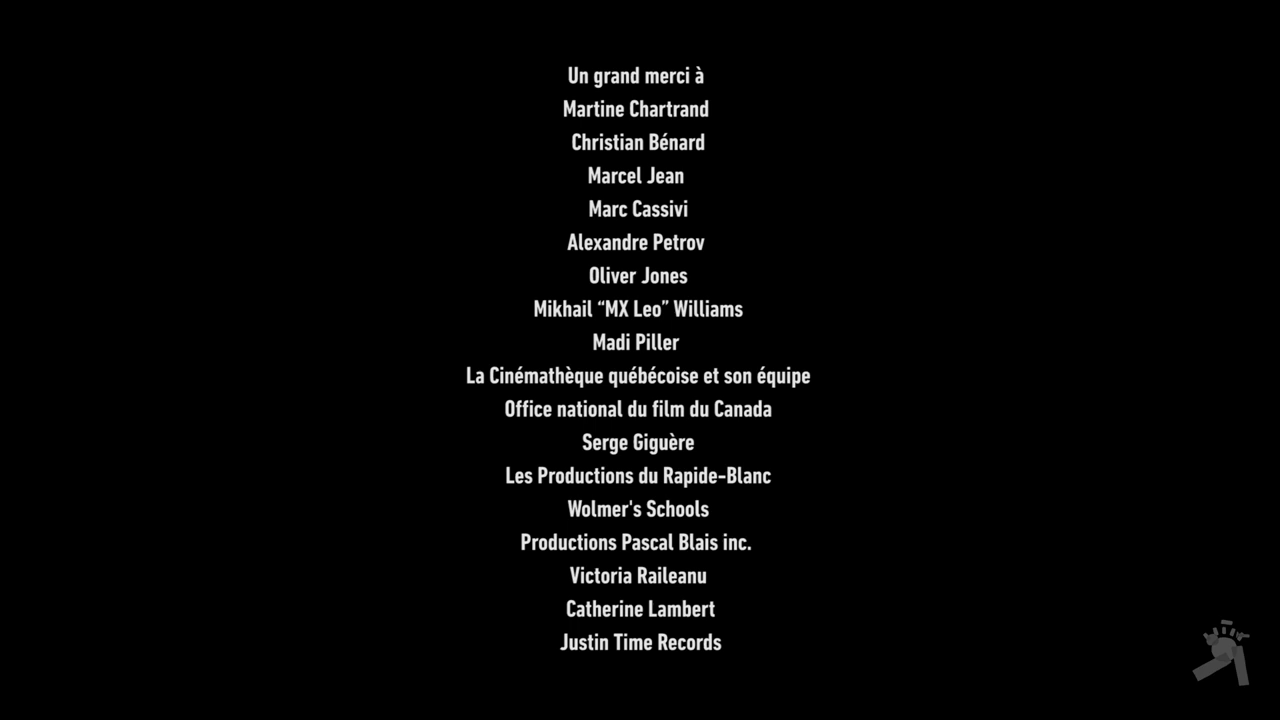 Un grand merci à
Martine Chartrand
Christian Bénard
Marcel Jean
Marc Cassivi
Alexandre Petrov
Oliver Jones
Mikhail “MX Leo” Williams
Madi Piller
La Cinémathèque québécoise et son équipe
Office national du film du Canada
Serge Giguère
Les Productions du Rapide-Blanc
Wolmer's Schools
Productions Pascal Blais inc.
Victoria Raileanu
Catherine Lambert
Justin Time Records